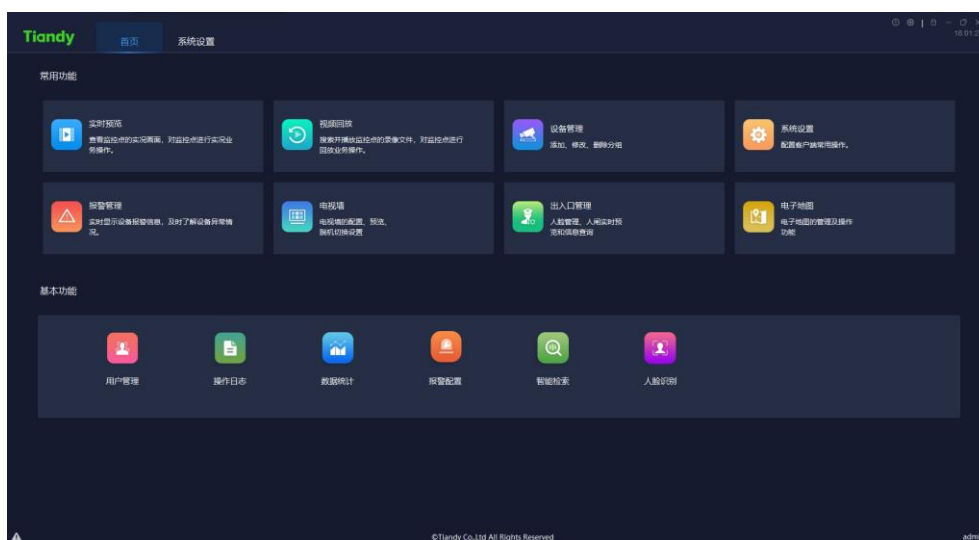 Tiandy
首页
系统设置
常用功能
实时预览
查看监控点的实况画面，对监控点进行实况业
务操作。
视频回放
搜索并播放监控点的录像文件，对监控点进行
回放业务操作。
设备管理
添加、修改、删除分组
系统设置
配置客户端常用操作。
报警管理
实时显示设备报警信息，及时了解设备异常情
况。
电视墙
电视墙的配置、预览、
脱机切换设置
出入口管理
人脸管理、人闸实时预
览和信息查询
电子地图
电子地图的管理及操作
功能
基本功能
用户管理
操作日志
数据统计
报警配置
智能检索
人脸识别
©Tiandy Co.,Ltd All Rights Reserved